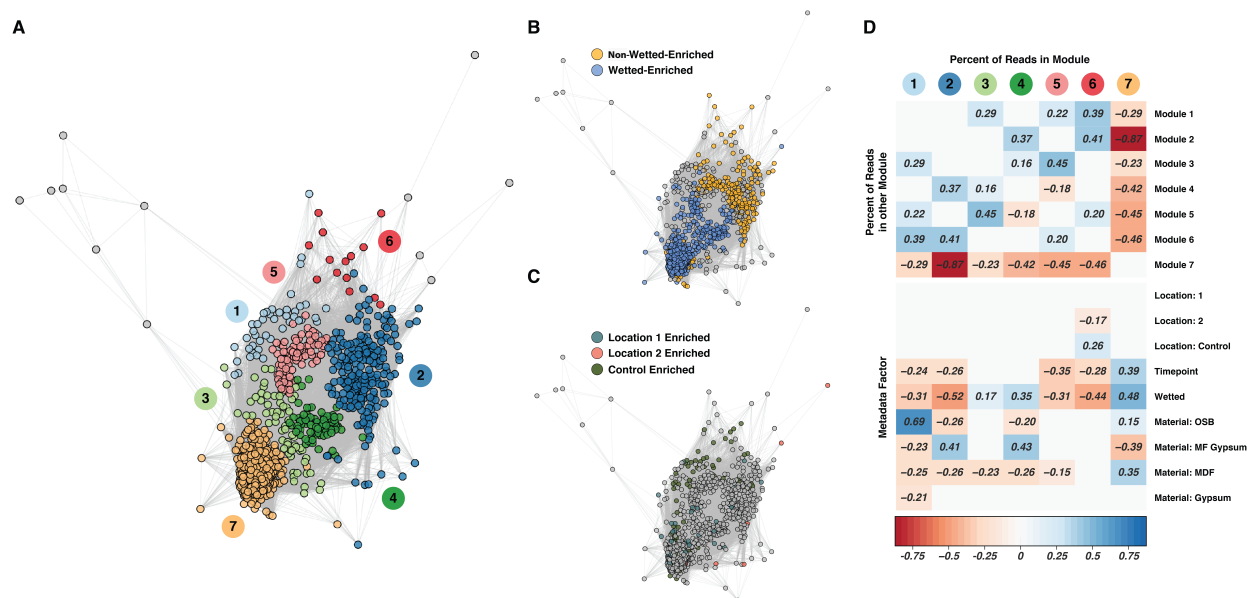 A
5
6
1
2
3
4
7
B
Non-Wetted-Enriched
Wetted-Enriched
C
Location 1 Enriched
Location 2 Enriched
Control Enriched
D
Percent of Reads in Module
1 2 3 4 5 6 7
Percent of Reads
in other Module
0.29 0.22 0.39 −0.29 Module 1
0.37 0.41 −0.87 Module 2
0.29 0.16 0.45 −0.23 Module 3
0.37 0.16 −0.18 −0.42 Module 4
0.22 0.45 −0.18 0.20 −0.45 Module 5
0.39 0.41 0.20 −0.46 Module 6
−0.29 −0.87 −0.23 −0.42 −0.45 −0.46 Module 7
Metadata Factor
Location: 1
−0.17 Location: 2
0.26 Location: Control
−0.24 −0.26 −0.35 −0.28 0.39 Timepoint
−0.31 −0.52 0.17 0.35 −0.31 −0.44 0.48 Wetted
0.69 −0.26 −0.20 0.15 Material: OSB
−0.23 0.41 0.43 −0.39 Material: MF Gypsum
−0.25 −0.26 −0.23 −0.26 −0.15 0.35 Material: MDF
−0.21 Material: Gypsum
-0.75 −0.5 −0.25 0 0.25 0.5 0.75